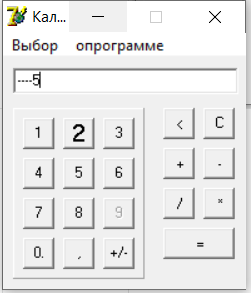 Кал...
Выбор опрограмме
----5
1 2 3 < C
4 5 6 + -
7 8 9 / *
0. , +/- =